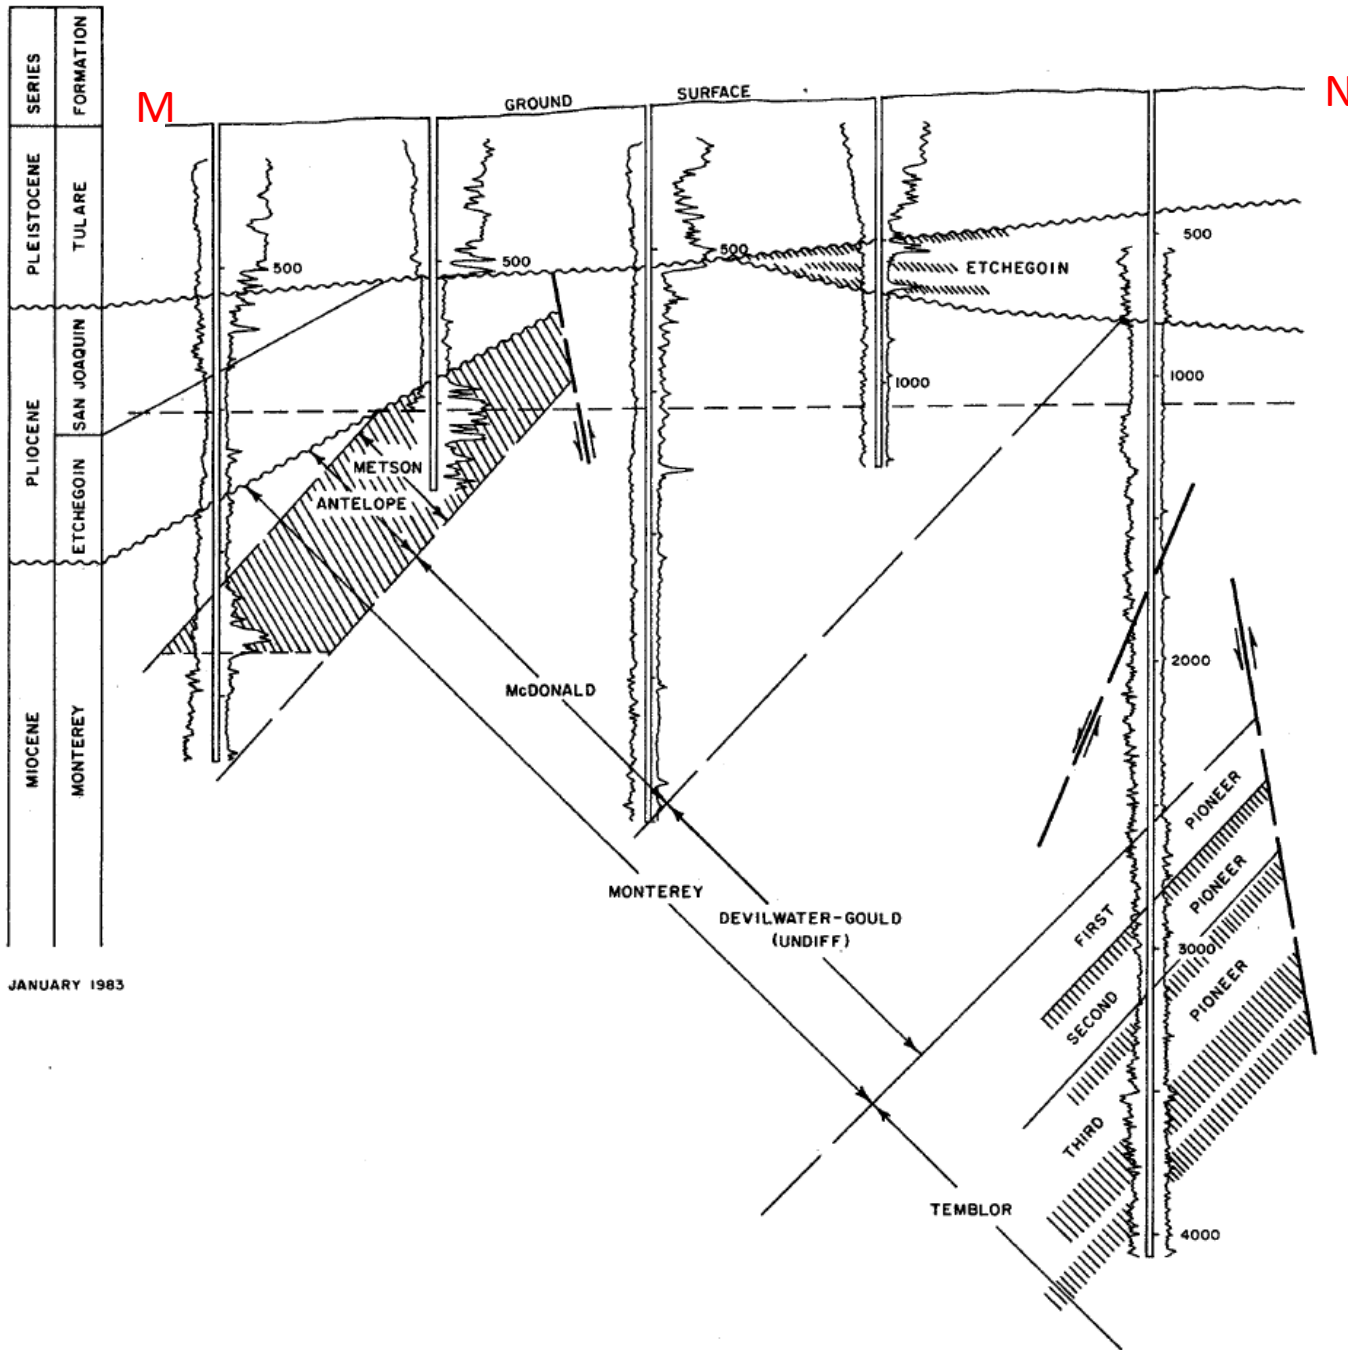 SERIES
FORMATION
M
GROUND SURFACE
N
PLEISTOCENE
TULARE
500
500
500
500
ETCHEGOIN
PLIOCENE
SAN JOAQUIN
ETCHEGOIN
1000
1000
METSON
ANTELOPE
MIOCENE
MONTEREY
McDONALD
2000
MONTEREY
DEVILWATER-GOULD
(UNDIFF)
FIRST PIONEER
SECOND PIONEER
3000
THIRD PIONEER
JANUARY 1983
TEMBLOR
4000